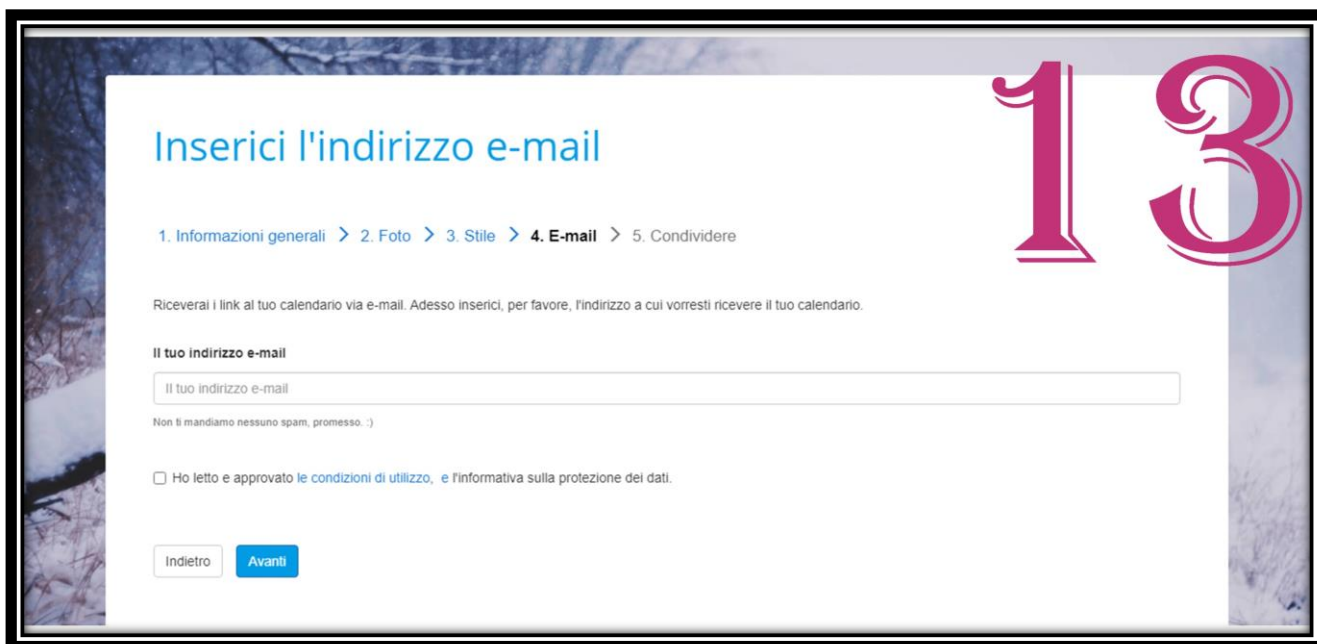 13
Inserici l'indirizzo e-mail
1. Informazioni generali > 2. Foto > 3. Stile > 4. E-mail > 5. Condividere
Riceverai i link al tuo calendario via e-mail. Adesso inserici, per favore, l'indirizzo a cui vorresti ricevere il tuo calendario.
Il tuo indirizzo e-mail
Il tuo indirizzo e-mail
Non ti mandiamo nessuno spam, promesso. :)
Ho letto e approvato le condizioni di utilizzo, e l'informativa sulla protezione dei dati.
Indietro Avanti